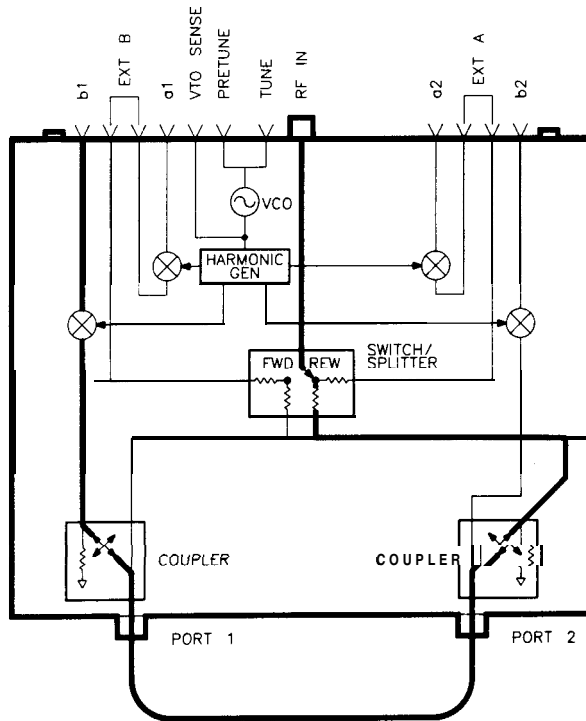 b1
EXT B
a1
VTO SENSE
PRETUNE
TUNE
RF IN
a2
EXT A
b2
VCO
HARMONIC
GEN
FWD REW
SWITCH/
SPLITTER
COUPLER
COUPLER
PORT 1
PORT 2